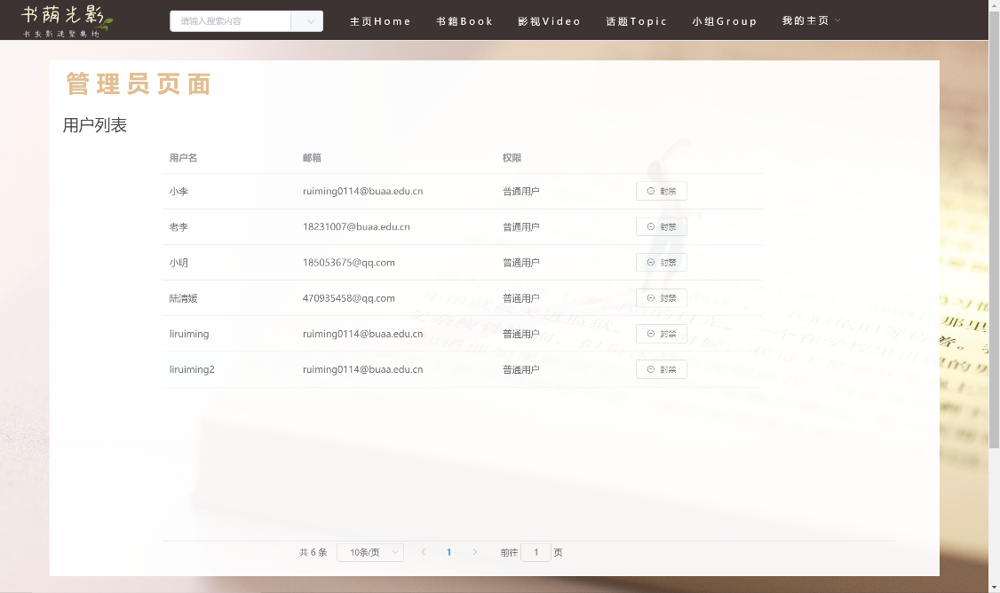 书荫光影
书虫影迷聚集地
请输入搜索内容
主页Home 书籍Book 影视Video 话题Topic 小组Group 我的主页
管理员页面
用户列表
用户名 邮箱 权限
小李 ruiming0114@buaa.edu.cn 普通用户 封禁
老李 18231007@buaa.edu.cn 普通用户 封禁
小明 185053675@qq.com 普通用户 封禁
陆清媛 470935458@qq.com 普通用户 封禁
liruiming ruiming0114@buaa.edu.cn 普通用户 封禁
liruiming2 ruiming0114@buaa.edu.cn 普通用户 封禁
共 6 条 10条/页 1 前往 1 页